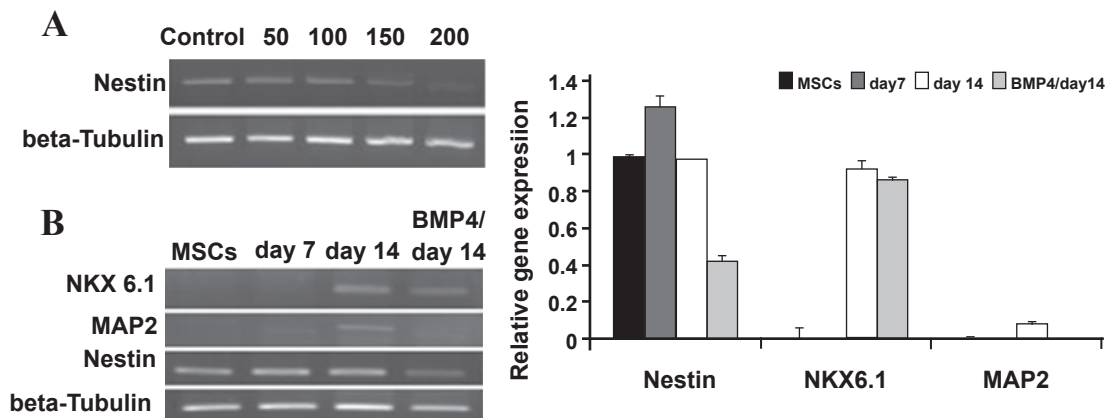 A
Control 50 100 150 200
Nestin
beta-Tubulin
B
MSCs day 7 day 14 BMP4/
day 14
NKX 6.1
MAP2
Nestin
beta-Tubulin
Relative gene expresiion
1.4
1.2
1
0.8
0.6
0.4
0.2
0
MSCs day7 day 14 BMP4/day14
Nestin NKX6.1 MAP2